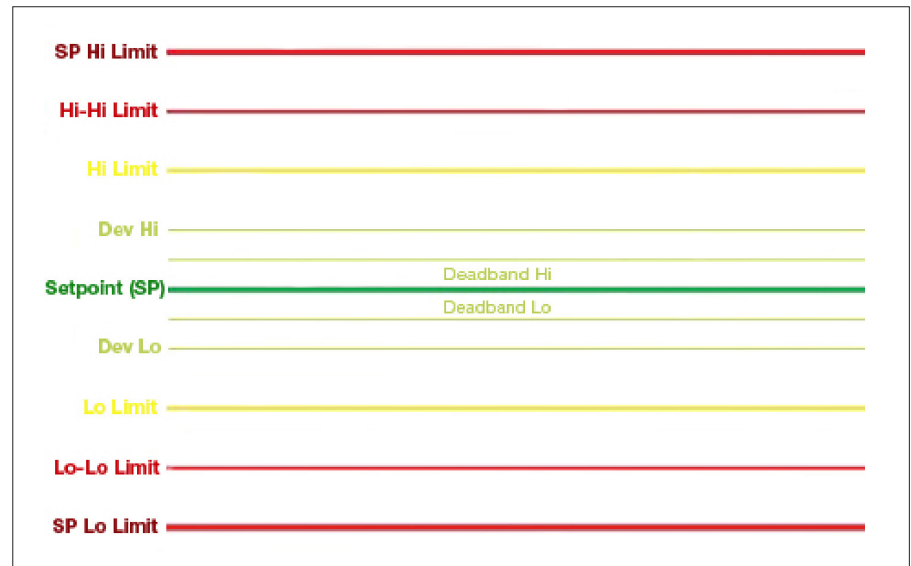 SP Hi Limit
Hi-Hi Limit
Hi Limit
Dev Hi
Deadband Hi
Setpoint (SP)
Deadband Lo
Dev Lo
Lo Limit
Lo-Lo Limit
SP Lo Limit